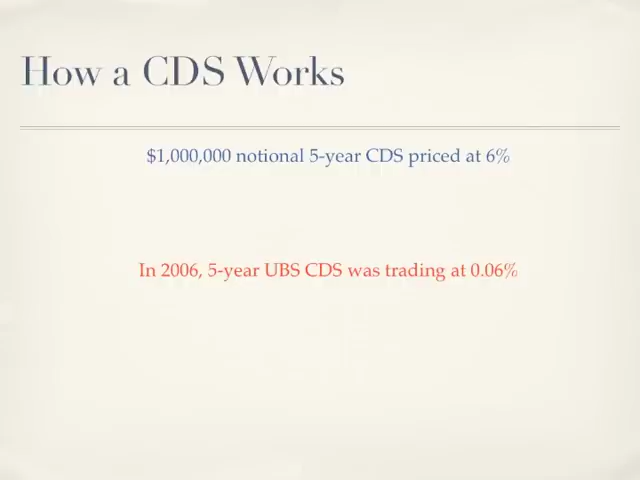 How a CDS Works
$1,000,000 notional 5-year CDS priced at 6%
In 2006, 5-year UBS CDS was trading at 0.06%